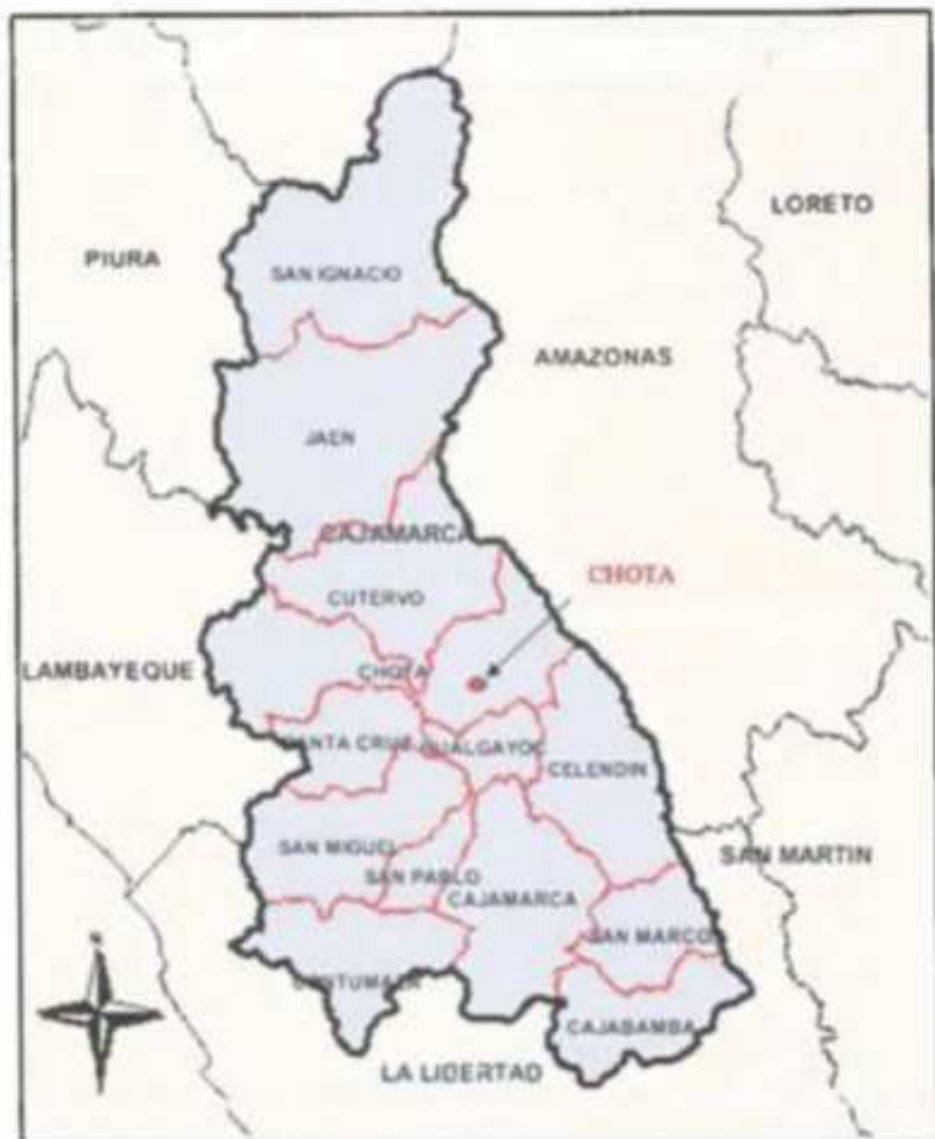 LORETO
PIURA
SAN IGNACIO
AMAZONAS
JAEN
CAJAMARCA
CHOTA
CUTERVO
LAMBAYEQUE
CHOTA
SANTA CRUZ
HUALGAYOC
CELENDIN
SAN MIGUEL
SAN MARTIN
SAN PABLO
CAJAMARCA
SAN MARCOS
CONTUMAZA
CAJABAMBA
LA LIBERTAD